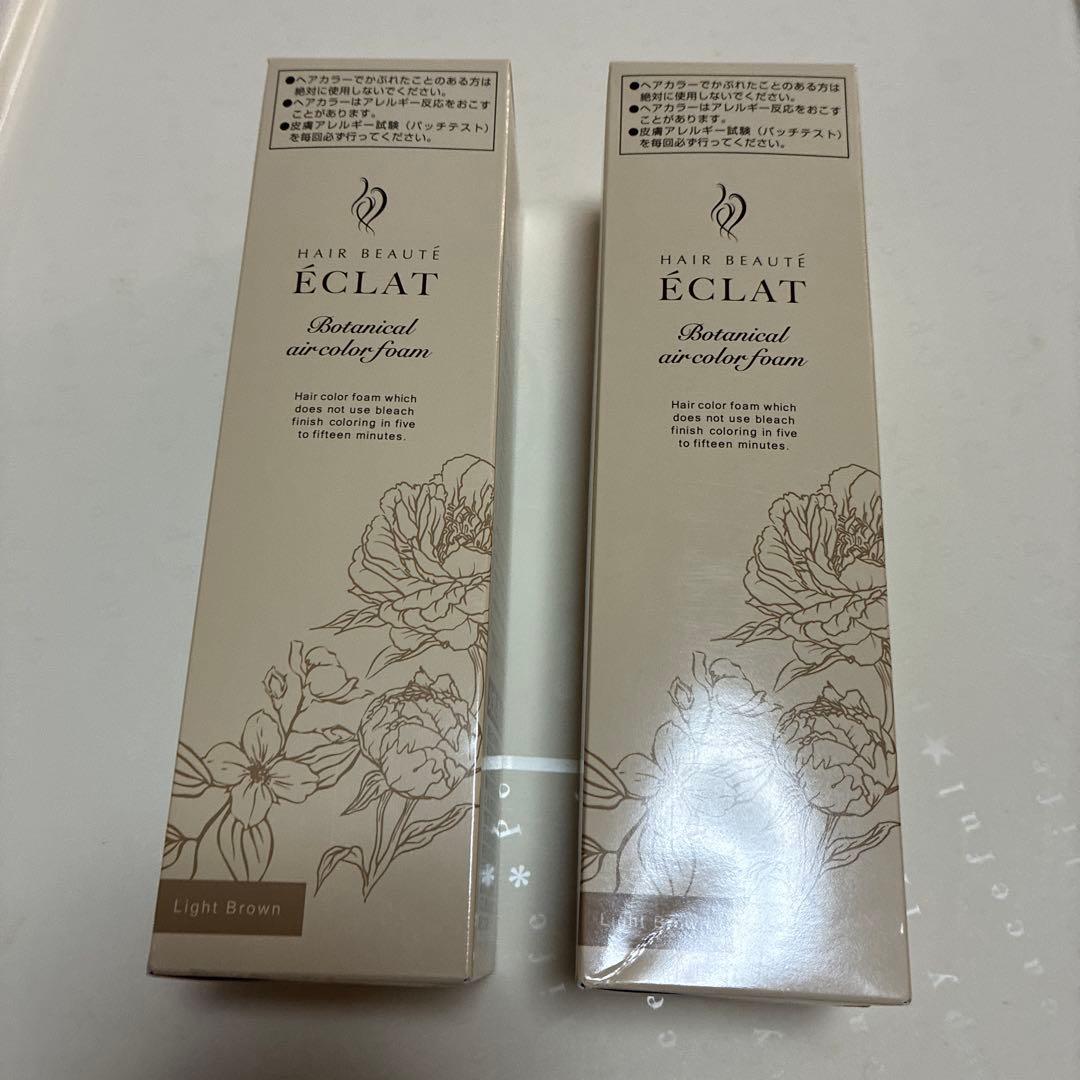 ●ヘアカラーでかぶれたことのある方は
絶対に使用しないでください。
●ヘアカラーはアレルギー反応をおこす
ことがあります。
●皮膚アレルギー試験（パッチテスト）
を毎回必ず行ってください。
HAIR BEAUTÉ
ÉCLAT
Botanical
air color foam
Hair color foam which
does not use bleach
finish coloring in five
to fifteen minutes.
Light Brown
●ヘアカラーでかぶれたことのある方は
絶対に使用しないでください。
●ヘアカラーはアレルギー反応をおこす
ことがあります。
●皮膚アレルギー試験（パッチテスト）
を毎回必ず行ってください。
HAIR BEAUTÉ
ÉCLAT
Botanical
air color foam
Hair color foam which
does not use bleach
finish coloring in five
to fifteen minutes.
Light Brown